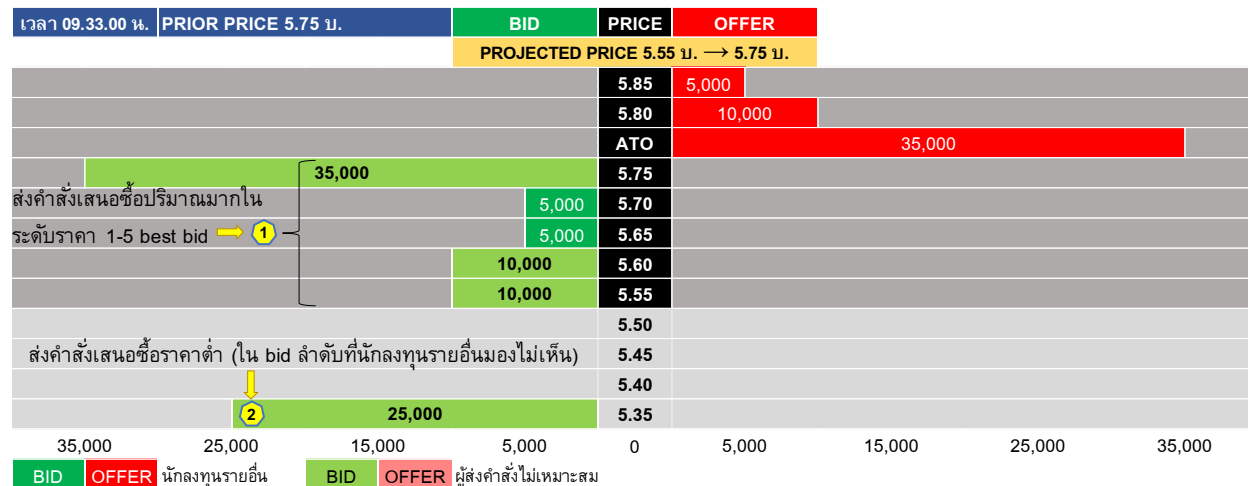 เวลา 09.33.00 น. PRIOR PRICE 5.75 บ. BID PRICE OFFER
PROJECTED PRICE 5.55 บ. → 5.75 บ.
5.85 5,000
5.80 10,000
ATO 35,000
35,000 5.75
ส่งคำสั่งเสนอซื้อปริมาณมากใน 5,000 5.70
ระดับราคา 1-5 best bid 1 5,000 5.65
10,000 5.60
10,000 5.55
5.50
ส่งคำสั่งเสนอซื้อราคาต่ำ (ใน bid ลำดับที่นักลงทุนรายอื่นมองไม่เห็น) 5.45
5.40
2 25,000 5.35
35,000 25,000 15,000 5,000 0 5,000 15,000 25,000 35,000
BID OFFER นักลงทุนรายอื่น BID OFFER ผู้ส่งคำสั่งไม่เหมาะสม